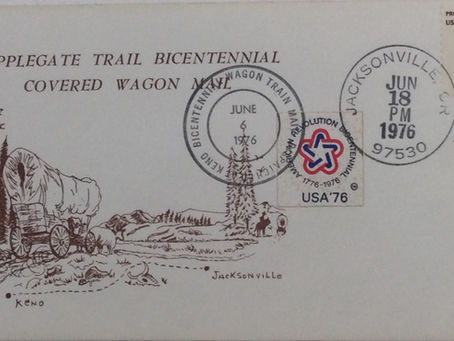 PPLEGATE TRAIL BICENTENNIAL
COVERED WAGON MAIL
KENO BICENTENNIAL WAGON TRAIN MAIL
JUNE
6
1976
JACKSONVILLE, OR
JUN
18
PM
1976
97530
AMERICAN REVOLUTION BICENTENNIAL
1776-1976
USA'76
JACKSONVILLE
KENO